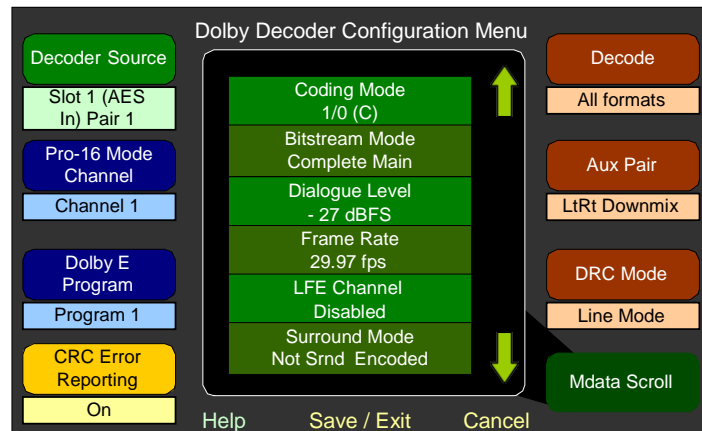 Dolby Decoder Configuration Menu
Decoder Source
Slot 1 (AES
In) Pair 1
Pro-16 Mode
Channel
Channel 1
Dolby E
Program
Program 1
CRC Error
Reporting
On
Coding Mode
1/0 (C)
Bitstream Mode
Complete Main
Dialogue Level
- 27 dBFS
Frame Rate
29.97 fps
LFE Channel
Disabled
Surround Mode
Not Srnd Encoded
Decode
All formats
Aux Pair
LtRt Downmix
DRC Mode
Line Mode
Mdata Scroll
Help
Save / Exit
Cancel